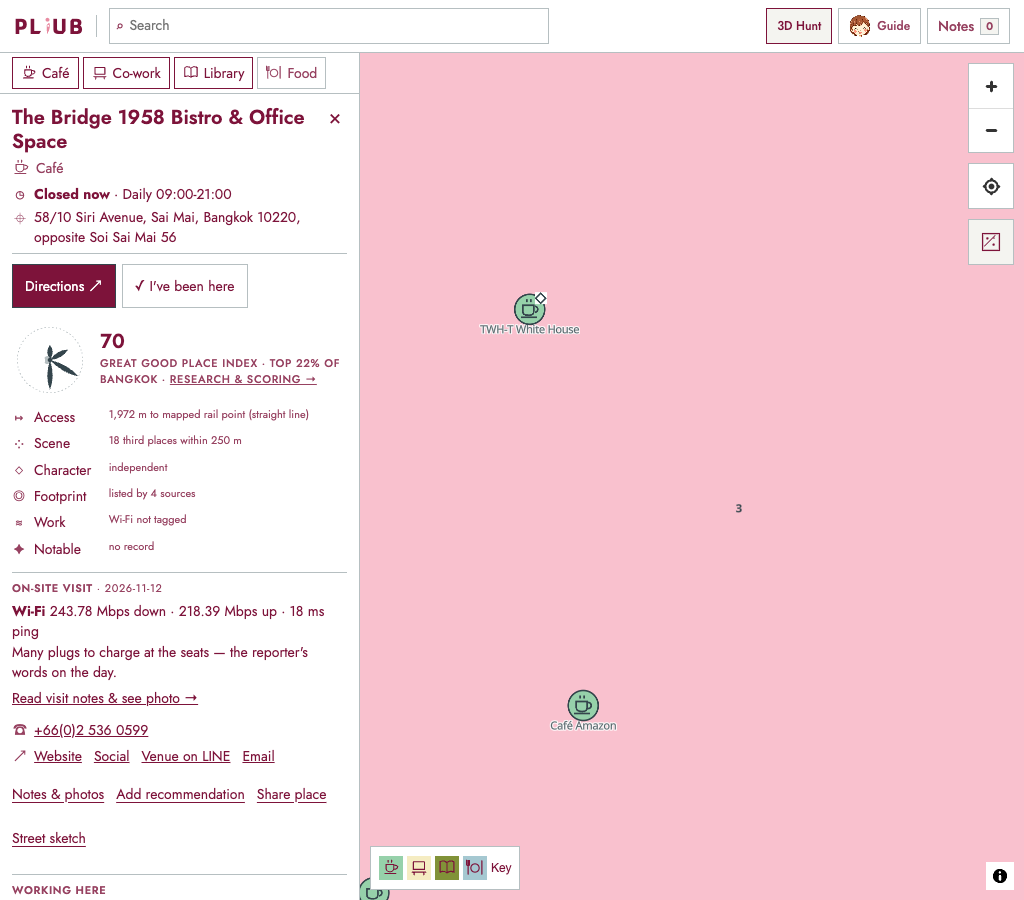 PLIUB
Search
3D Hunt
Guide
Notes 0
Café
Co-work
Library
Food
The Bridge 1958 Bistro & Office
Space
Café
Closed now · Daily 09:00-21:00
58/10 Siri Avenue, Sai Mai, Bangkok 10220,
opposite Soi Sai Mai 56
Directions ↗
✓ I've been here
70
GREAT GOOD PLACE INDEX · TOP 22% OF
BANGKOK · RESEARCH & SCORING →
Access 1,972 m to mapped rail point (straight line)
Scene 18 third places within 250 m
Character independent
Footprint listed by 4 sources
Work Wi-Fi not tagged
Notable no record
ON-SITE VISIT · 2026-11-12
Wi-Fi 243.78 Mbps down · 218.39 Mbps up · 18 ms
ping
Many plugs to charge at the seats — the reporter's
words on the day.
Read visit notes & see photo →
+66(0)2 536 0599
Website Social Venue on LINE Email
Notes & photos Add recommendation Share place
Street sketch
WORKING HERE
TWH-T White House
3
Café Amazon
Key